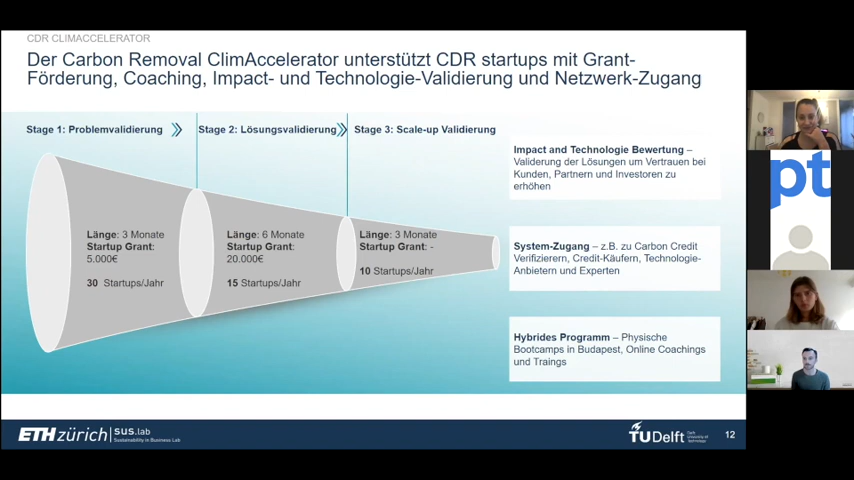 CDR CLIMACCELERATOR
Der Carbon Removal ClimAccelerator unterstützt CDR startups mit Grant-
Förderung, Coaching, Impact- und Technologie-Validierung und Netzwerk-Zugang
Stage 1: Problemvalidierung
Stage 2: Lösungsvalidierung
Stage 3: Scale-up Validierung
Länge: 3 Monate
Startup Grant:
5.000€
30 Startups/Jahr
Länge: 6 Monate
Startup Grant:
20.000€
15 Startups/Jahr
Länge: 3 Monate
Startup Grant: -
10 Startups/Jahr
Impact and Technologie Bewertung –
Validierung der Lösungen um Vertrauen bei
Kunden, Partnern und Investoren zu
erhöhen
System-Zugang – z.B. zu Carbon Credit
Verifizierern, Credit-Käufern, Technologie-
Anbietern und Experten
Hybrides Programm – Physische
Bootcamps in Budapest, Online Coachings
und Traings
ETH zürich
sus.lab
Sustainability in Business Lab
TU Delft
Delft
University of
Technology
12
pt